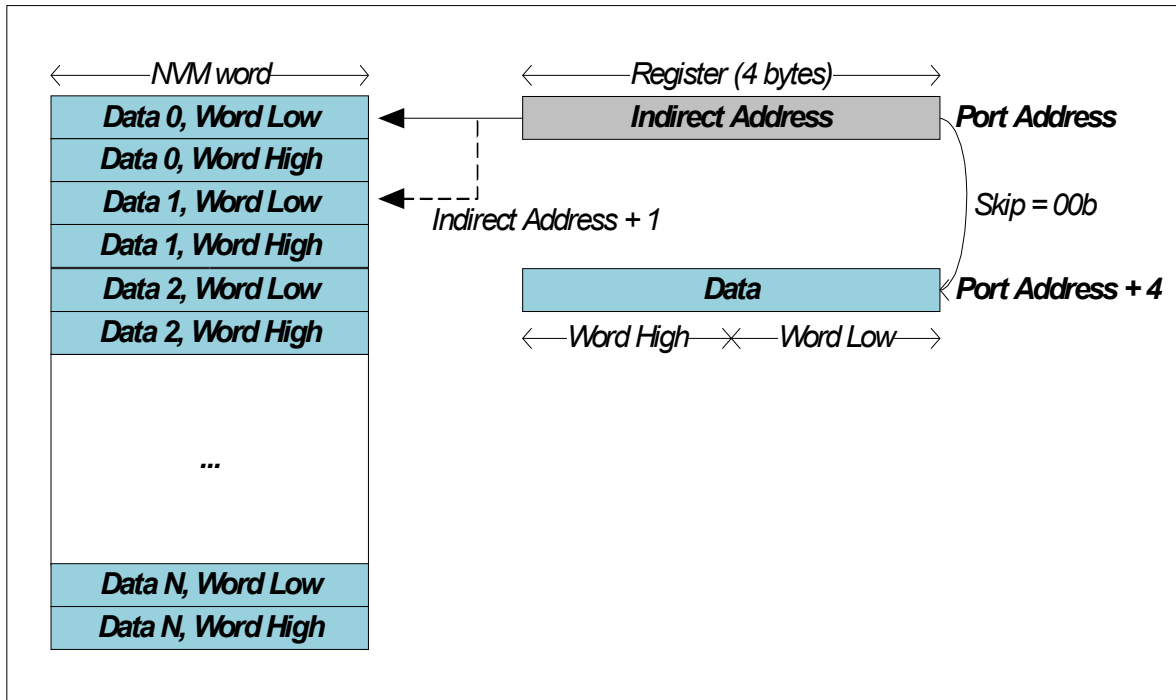 NVM word
Data 0, Word Low
Data 0, Word High
Data 1, Word Low
Data 1, Word High
Data 2, Word Low
Data 2, Word High
...
Data N, Word Low
Data N, Word High
Register (4 bytes)
Indirect Address
Port Address
Indirect Address + 1
Skip = 00b
Data
Port Address + 4
Word High
Word Low